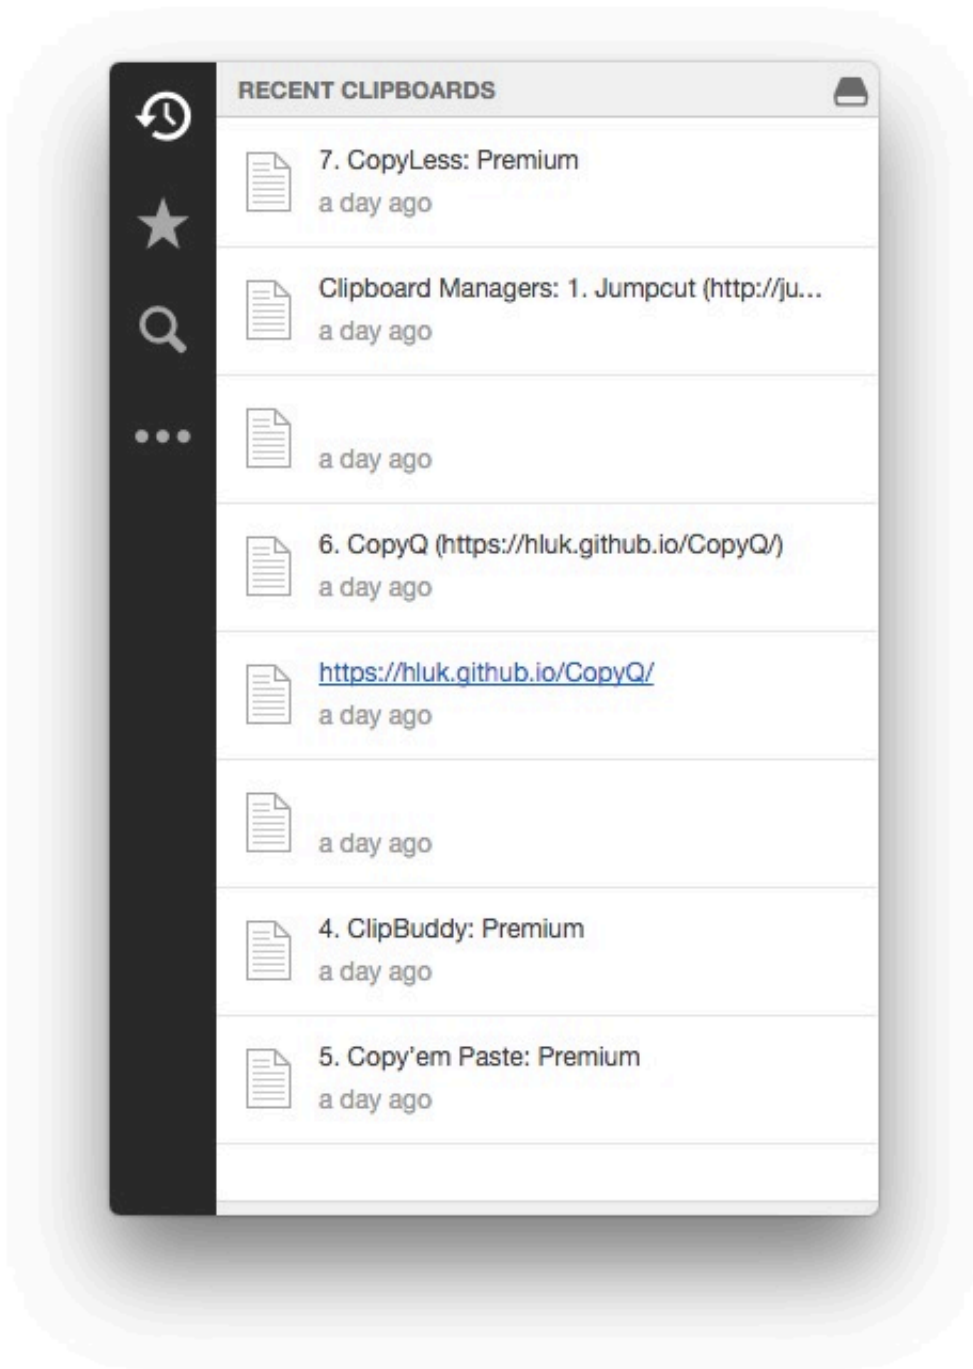 RECENT CLIPBOARDS
7. CopyLess: Premium
a day ago
Clipboard Managers: 1. Jumpcut (http://ju...
a day ago
a day ago
6. CopyQ (https://hluk.github.io/CopyQ/)
a day ago
https://hluk.github.io/CopyQ/
a day ago
a day ago
4. ClipBuddy: Premium
a day ago
5. Copy’em Paste: Premium
a day ago